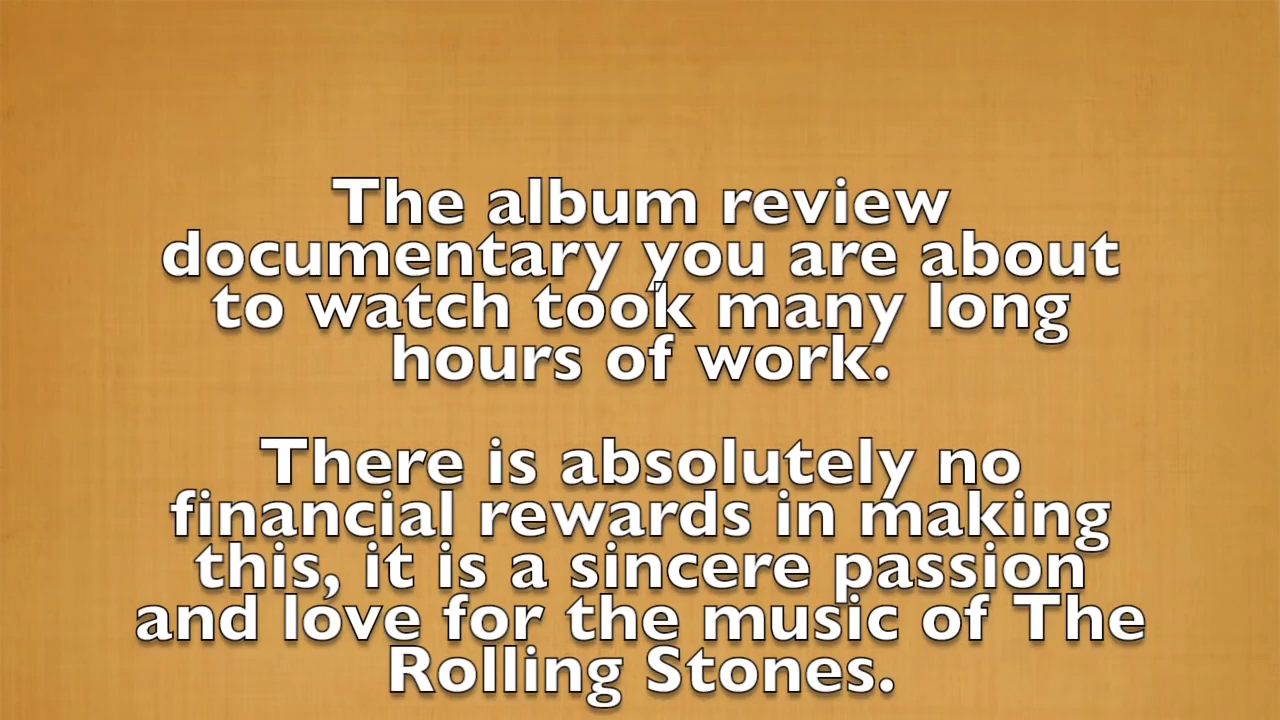 The album review
documentary you are about
to watch took many long
hours of work.
There is absolutely no
financial rewards in making
this, it is a sincere passion
and love for the music of The
Rolling Stones.